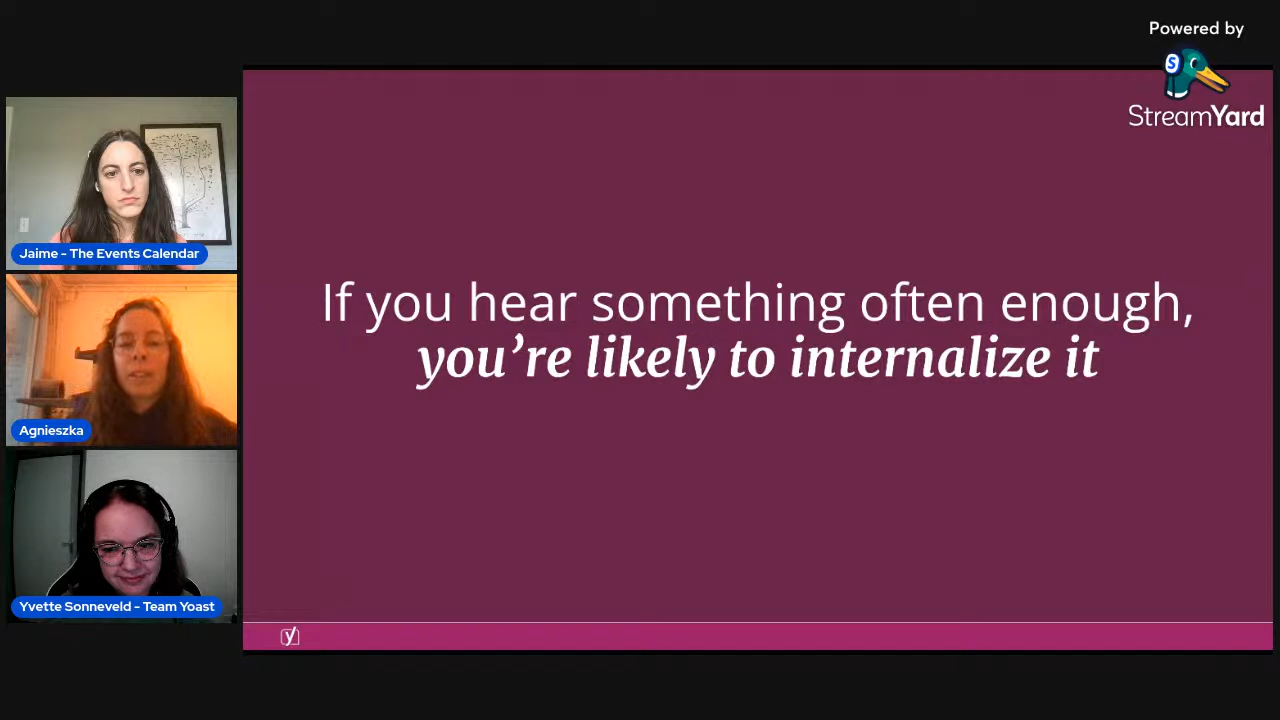 Powered by
StreamYard
Jaime - The Events Calendar
Agnieszka
Yvette Sonneveld - Team Yoast
If you hear something often enough,
you're likely to internalize it
y